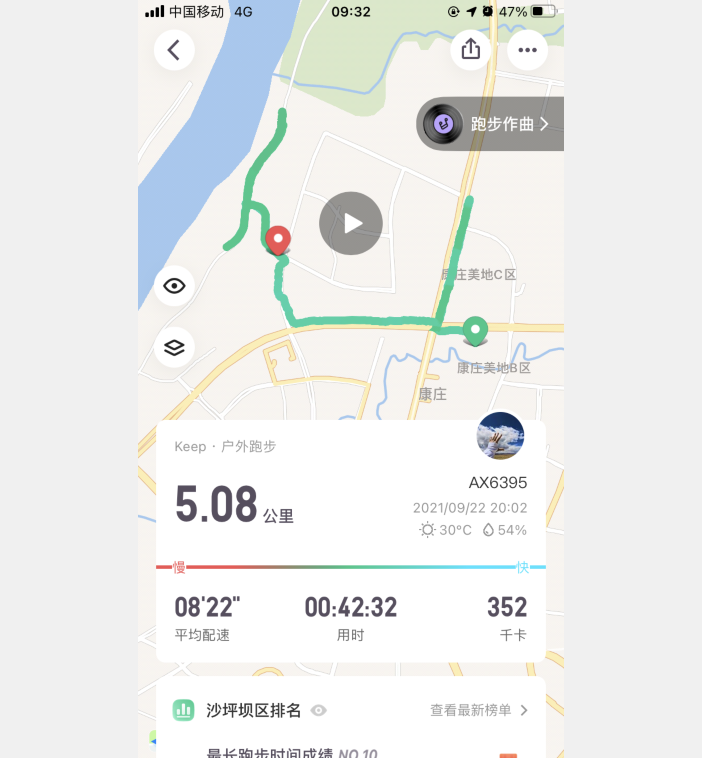 中国移动 4G 09:32 47%
跑步作曲
康庄美地C区
康庄美地B区
康庄
Keep · 户外跑步
AX6395
5.08 公里
2021/09/22 20:02
30°C 54%
慢 快
08'22" 00:42:32 352
平均配速 用时 千卡
沙坪坝区排名 查看最新榜单
最长跑步时间成绩 NO.10